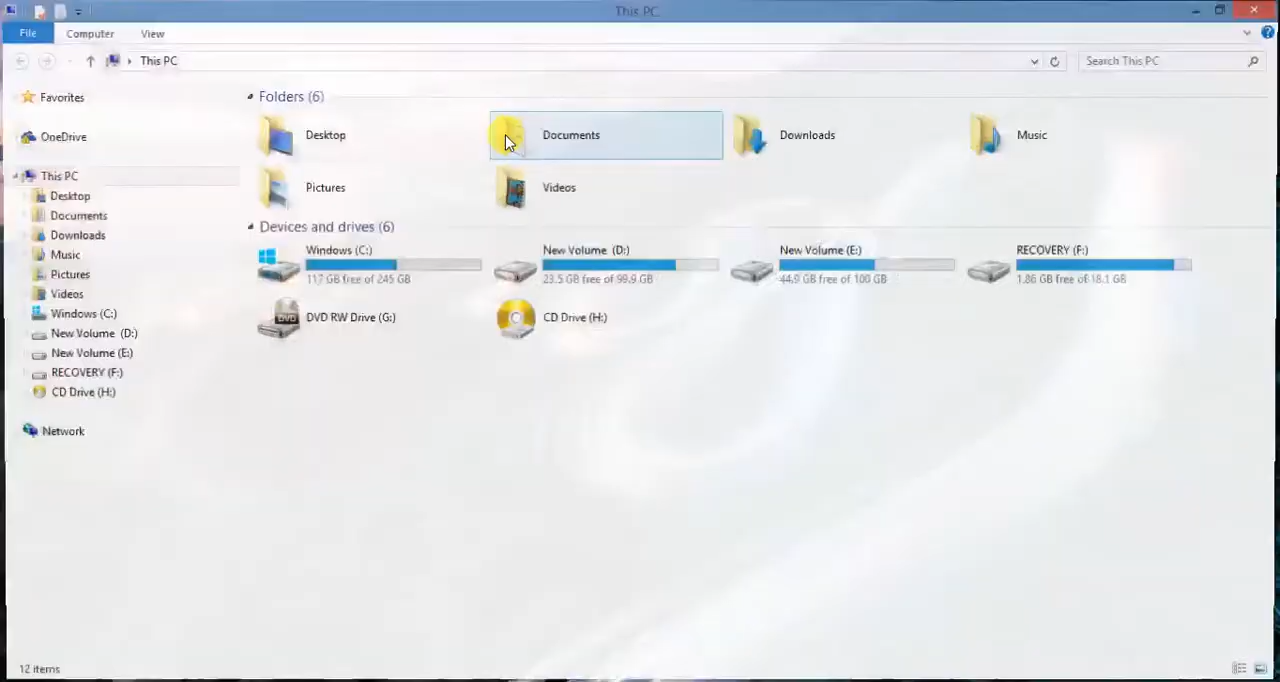 This PC
File Computer View
This PC Search This PC
Favorites
OneDrive
This PC
Desktop
Documents
Downloads
Music
Pictures
Videos
Windows (C:)
New Volume (D:)
New Volume (E:)
RECOVERY (F:)
CD Drive (H:)
Network
Folders (6)
Desktop Documents Downloads Music
Pictures Videos
Devices and drives (6)
Windows (C:) New Volume (D:) New Volume (E:) RECOVERY (F:)
117 GB free of 245 GB 23.5 GB free of 99.9 GB 44.9 GB free of 100 GB 1.86 GB free of 18.1 GB
DVD
DVD RW Drive (G:) CD Drive (H:)
12 items